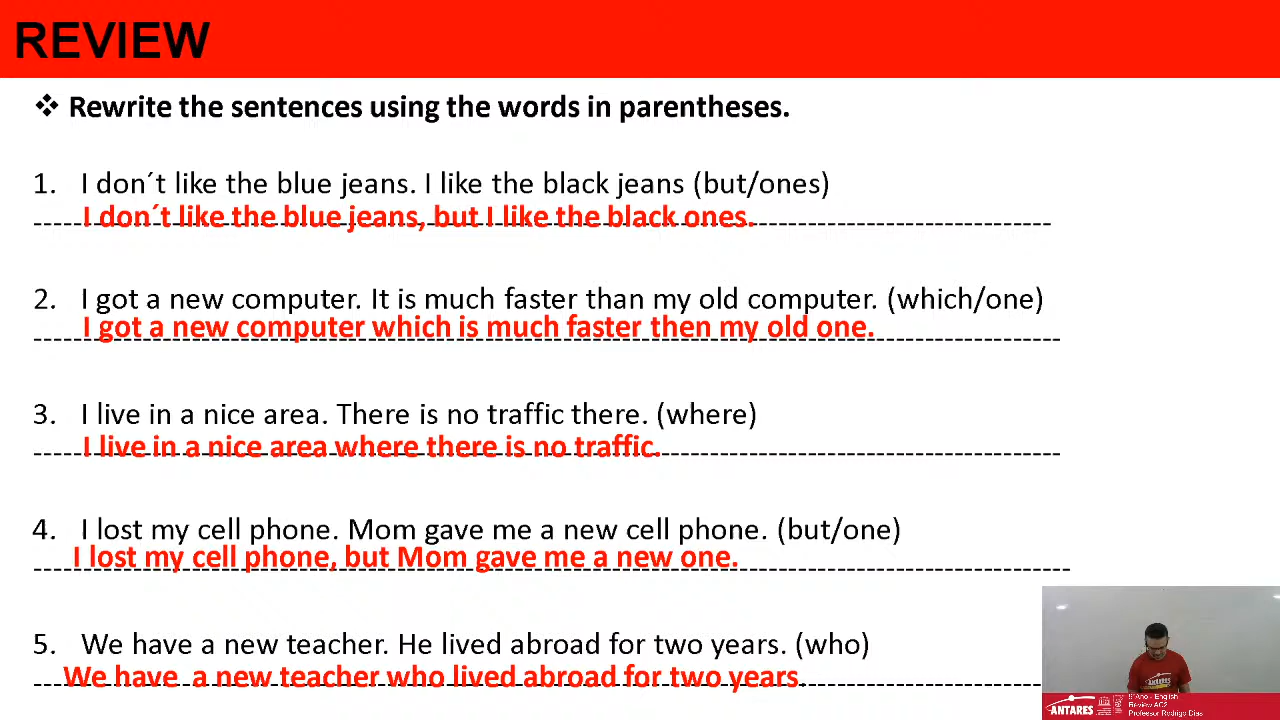 REVIEW
❖ Rewrite the sentences using the words in parentheses.
1. I don´t like the blue jeans. I like the black jeans (but/ones)
I don´t like the blue jeans, but I like the black ones.
2. I got a new computer. It is much faster than my old computer. (which/one)
I got a new computer which is much faster then my old one.
3. I live in a nice area. There is no traffic there. (where)
I live in a nice area where there is no traffic.
4. I lost my cell phone. Mom gave me a new cell phone. (but/one)
I lost my cell phone, but Mom gave me a new one.
5. We have a new teacher. He lived abroad for two years. (who)
We have a new teacher who lived abroad for two years.
ANTARES
ANTARES
9°Ano - English
Review AC2
Professor Rodrigo Dias